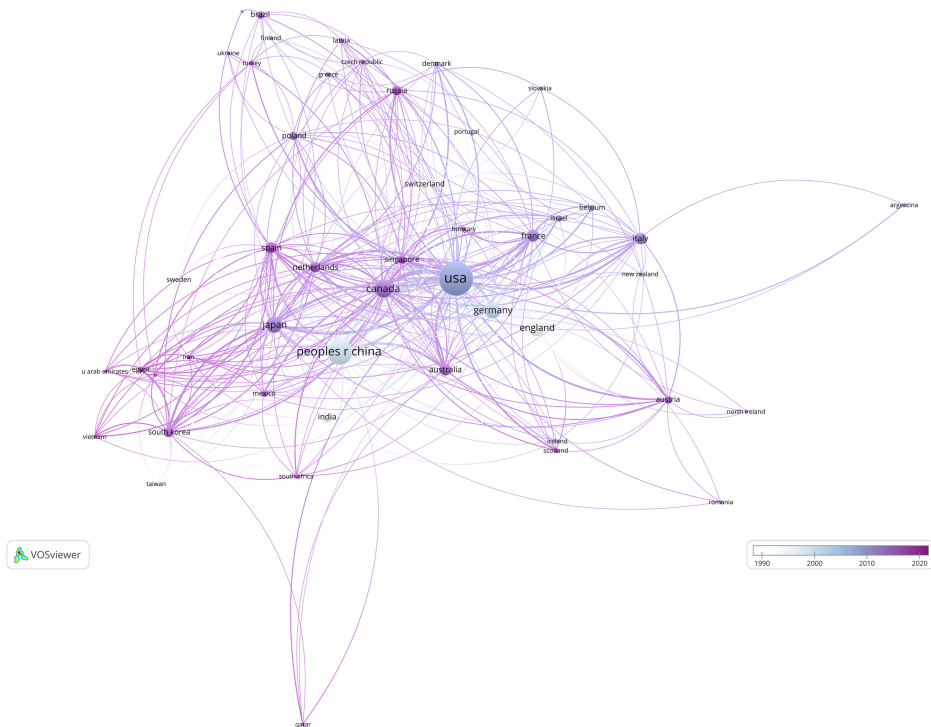 brazil
finland
latvia
ukraine
turkey
czech republic
denmark
greece
russia
slovakia
portugal
poland
switzerland
argentina
belgium
israel
hungary
france
italy
spain
singapore
netherlands
new zealand
sweden
usa
canada
germany
japan
england
peoples r china
iran
u arab emirates
egypt
australia
mexico
austria
north ireland
india
south korea
vietnam
ireland
scotland
south africa
taiwan
romania
VOSviewer
1990
2000
2010
2020
qatar